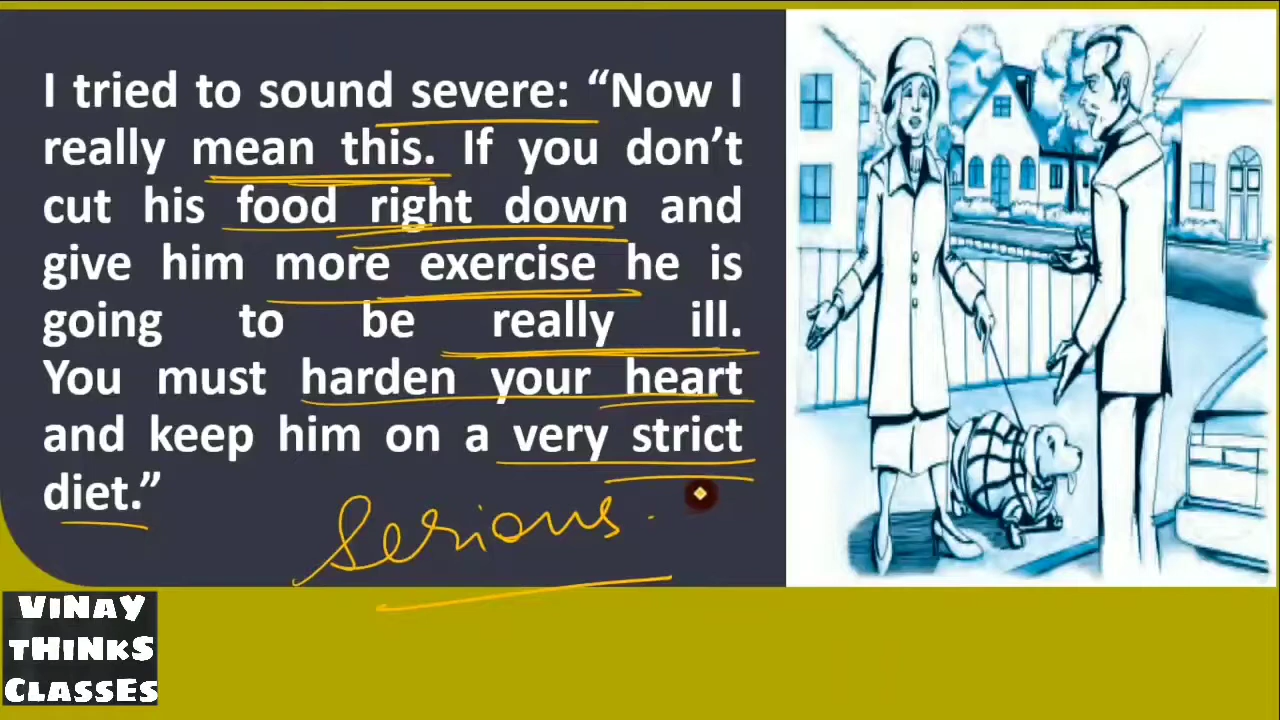 I tried to sound severe: “Now I
really mean this. If you don’t
cut his food right down and
give him more exercise he is
going to be really ill.
You must harden your heart
and keep him on a very strict
diet.”
Serious.
VINAY
THINKS
CLASSES